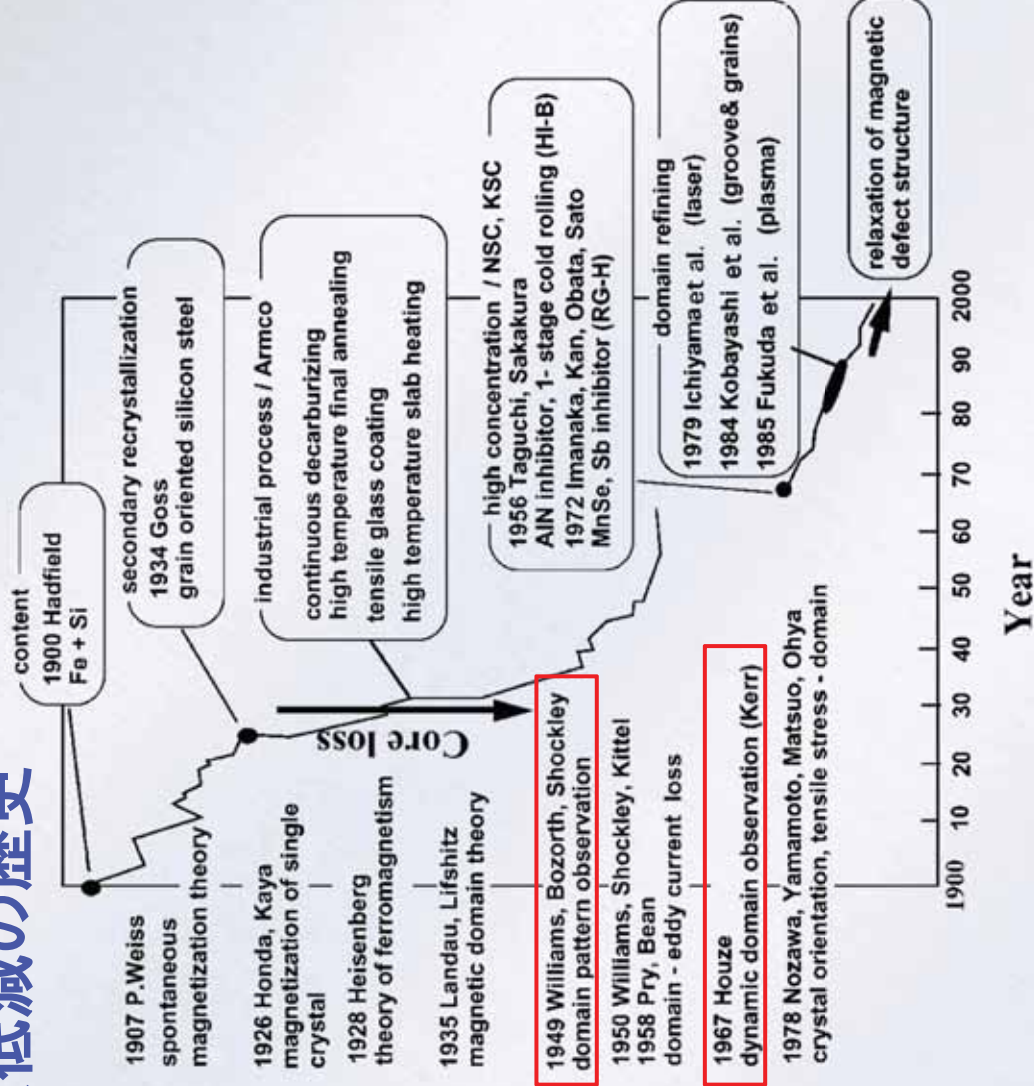 低減の歴史
content
1900 Hadfield
Fe + Si
secondary recrystallization
1934 Goss
grain oriented silicon steel
industrial process / Armco
continuous decarburizing
high temperature final annealing
tensile glass coating
high temperature slab heating
high concentration / NSC, KSC
1956 Taguchi, Sakakura
AlN inhibitor, 1- stage cold rolling (HI-B)
1972 Imanaka, Kan, Obata, Sato
MnSe, Sb inhibitor (RG-H)
domain refining
1979 Ichiyama et al. (laser)
1984 Kobayashi et al. (groove& grains)
1985 Fukuda et al. (plasma)
relaxation of magnetic
defect structure
Core loss
1907 P.Weiss
spontaneous
magnetization theory
1926 Honda, Kaya
magnetization of single
crystal
1928 Heisenberg
theory of ferromagnetism
1935 Landau, Lifshitz
magnetic domain theory
1949 Williams, Bozorth, Shockley
domain pattern observation
1950 Williams, Shockley, Kittel
1958 Pry, Bean
domain - eddy current loss
1967 Houze
dynamic domain observation (Kerr)
1978 Nozawa, Yamamoto, Matsuo, Ohya
crystal orientation, tensile stress - domain
1900 10 20 30 40 50 60 70 80 90 2000
Year